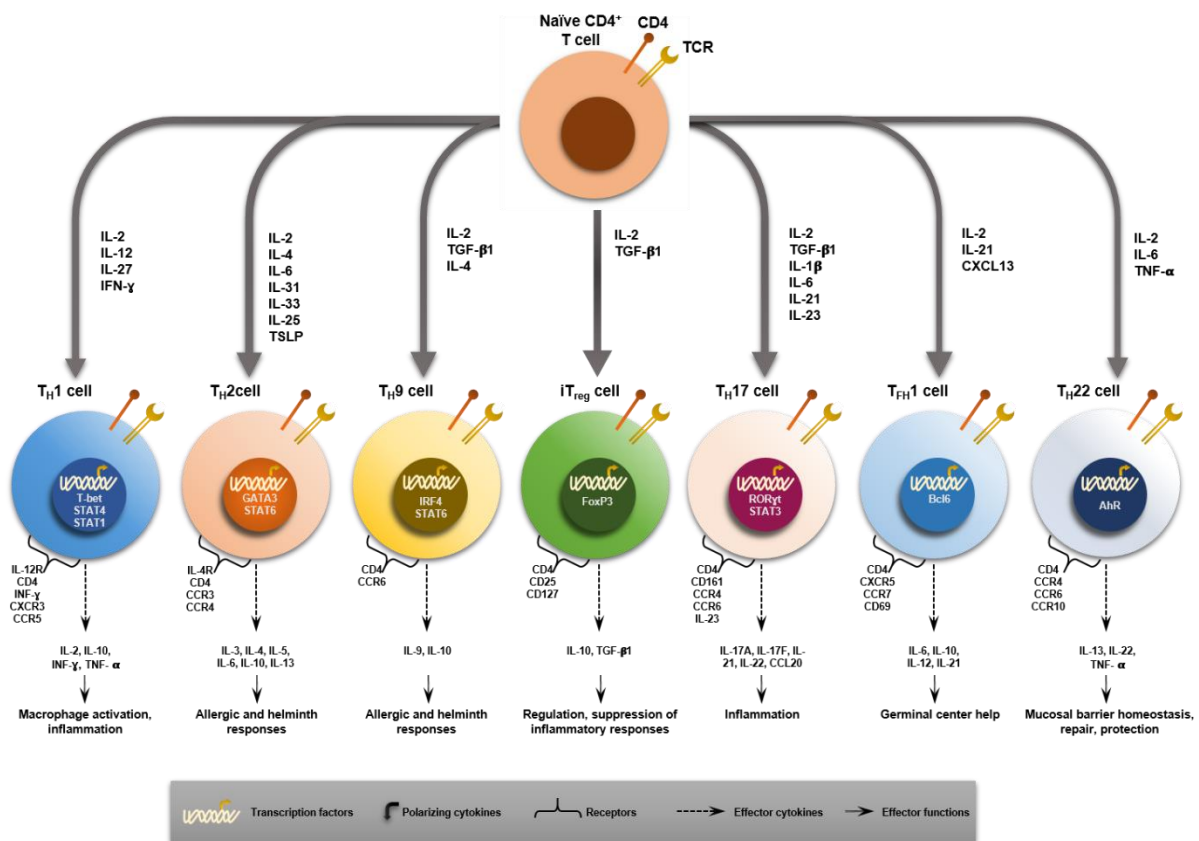 Naïve CD4⁺
T cell
CD4
TCR
IL-2
IL-12
IL-27
IFN-ɣ
IL-2
IL-4
IL-6
IL-31
IL-33
IL-25
TSLP
IL-2
TGF-β1
IL-4
IL-2
TGF-β1
IL-2
TGF-β1
IL-1β
IL-6
IL-21
IL-23
IL-2
IL-21
CXCL13
IL-2
IL-6
TNF-α
T_H1 cell
T-bet
STAT4
STAT1
IL-12R
CD4
INF-ɣ
CXCR3
CCR5
IL-2, IL-10,
INF-ɣ, TNF- α
Macrophage activation,
inflammation
T_H2cell
GATA3
STAT6
IL-4R
CD4
CCR3
CCR4
IL-3, IL-4, IL-5,
IL-6, IL-10, IL-13
Allergic and helminth
responses
T_H9 cell
IRF4
STAT6
CD4
CCR6
IL-9, IL-10
Allergic and helminth
responses
iT_reg cell
FoxP3
CD4
CD25
CD127
IL-10, TGF-β1
Regulation, suppression of
inflammatory responses
T_H17 cell
RORɣt
STAT3
CD4
CD161
CCR4
CCR6
IL-23
IL-17A, IL-17F, IL-
21, IL-22, CCL20
Inflammation
T_FH1 cell
Bcl6
CD4
CXCR5
CCR7
CD69
IL-6, IL-10,
IL-12, IL-21
Germinal center help
T_H22 cell
AhR
CD4
CCR4
CCR6
CCR10
IL-13, IL-22,
TNF- α
Mucosal barrier homeostasis,
repair, protection
Transcription factors
Polarizing cytokines
Receptors
Effector cytokines
Effector functions